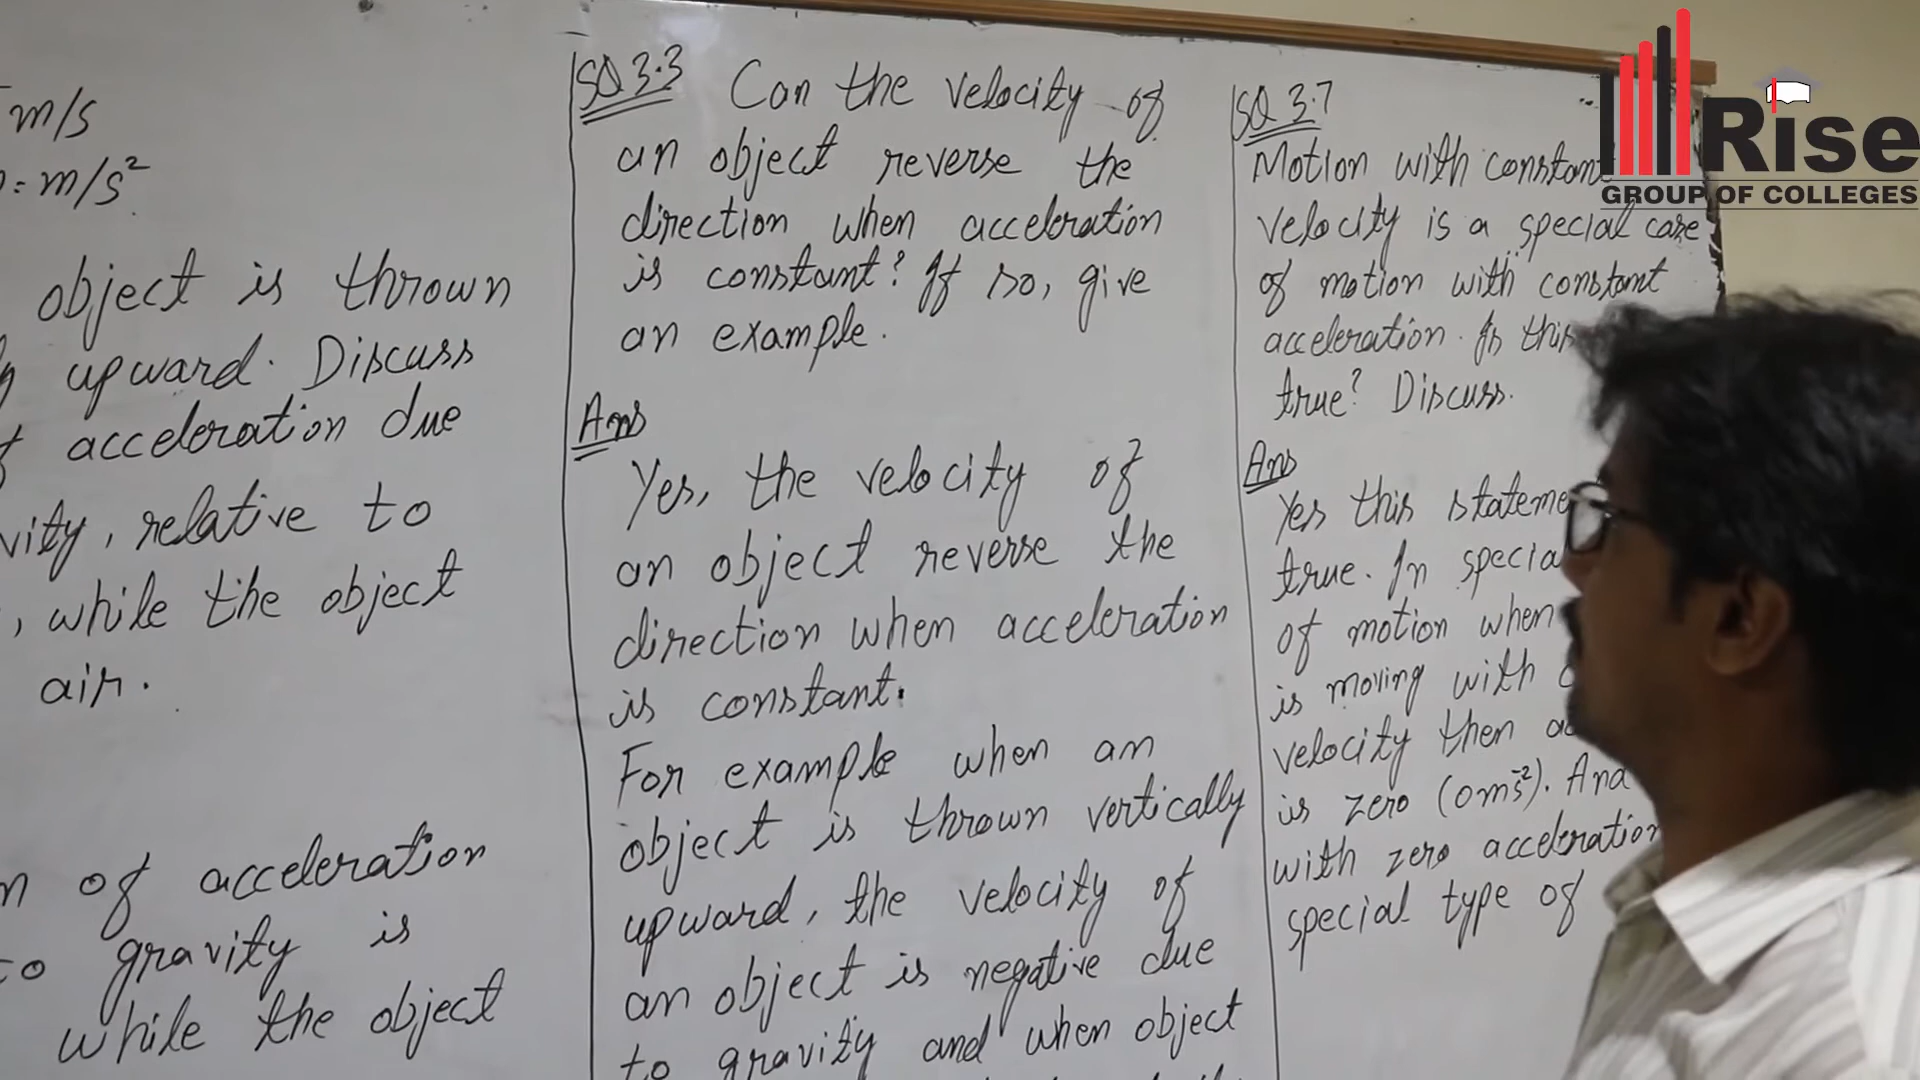 m/s
= m/s²
object is thrown
upward. Discuss
acceleration due
relative to
, while the object
air.
of acceleration
gravity is
while the object
SQ 3.3 Can the velocity of
an object reverse the
direction when acceleration
is constant? If so, give
an example.
Ans
Yes, the velocity of
an object reverse the
direction when acceleration
is constant.
For example when an
object is thrown vertically
upward, the velocity of
an object is negative due
to gravity and when object
SQ 3.7
Motion with constant
velocity is a special case
of motion with constant
acceleration. Is this
true? Discuss.
Ans
Yes this
true. In
of motion when
is moving with
velocity then
is zero (0 ms⁻²). And
with zero acceleration
special type of
Rise
GROUP OF COLLEGES